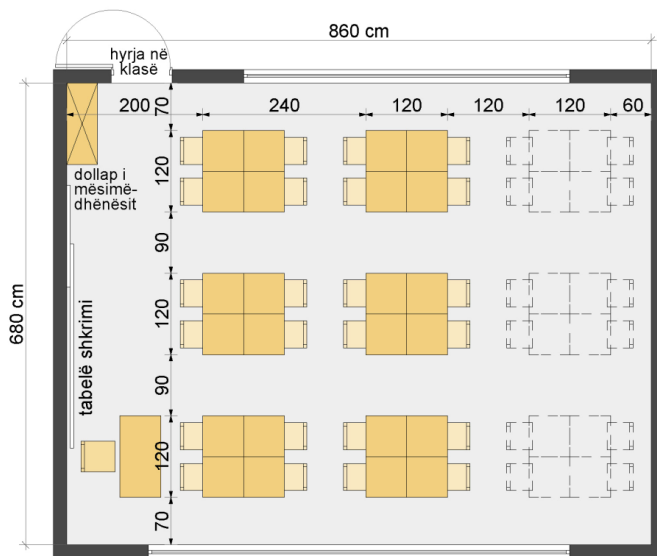 860 cm
hyrja në
klasë
200
240
120
120
120
60
70
120
90
120
90
120
70
680 cm
dollap i
mësimë-
dhënësit
tabelë shkrimi